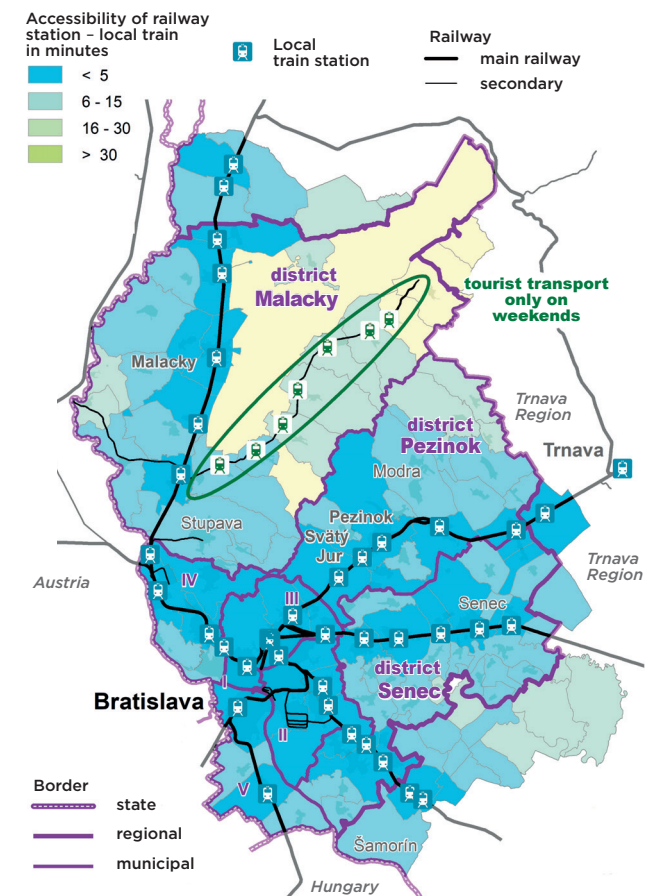 Accessibility of railway
station – local train
in minutes
< 5
6 - 15
16 - 30
> 30
Local
train station
Railway
main railway
secondary
district
Malacky
tourist transport
only on
weekends
Malacky
Trnava
Region
district
Pezinok
Trnava
Modra
Stupava
Pezinok
Svätý
Jur
Austria
IV
III
Trnava
Region
Senec
I
district
Senec
Bratislava
II
V
Border
state
regional
municipal
Šamorín
Hungary